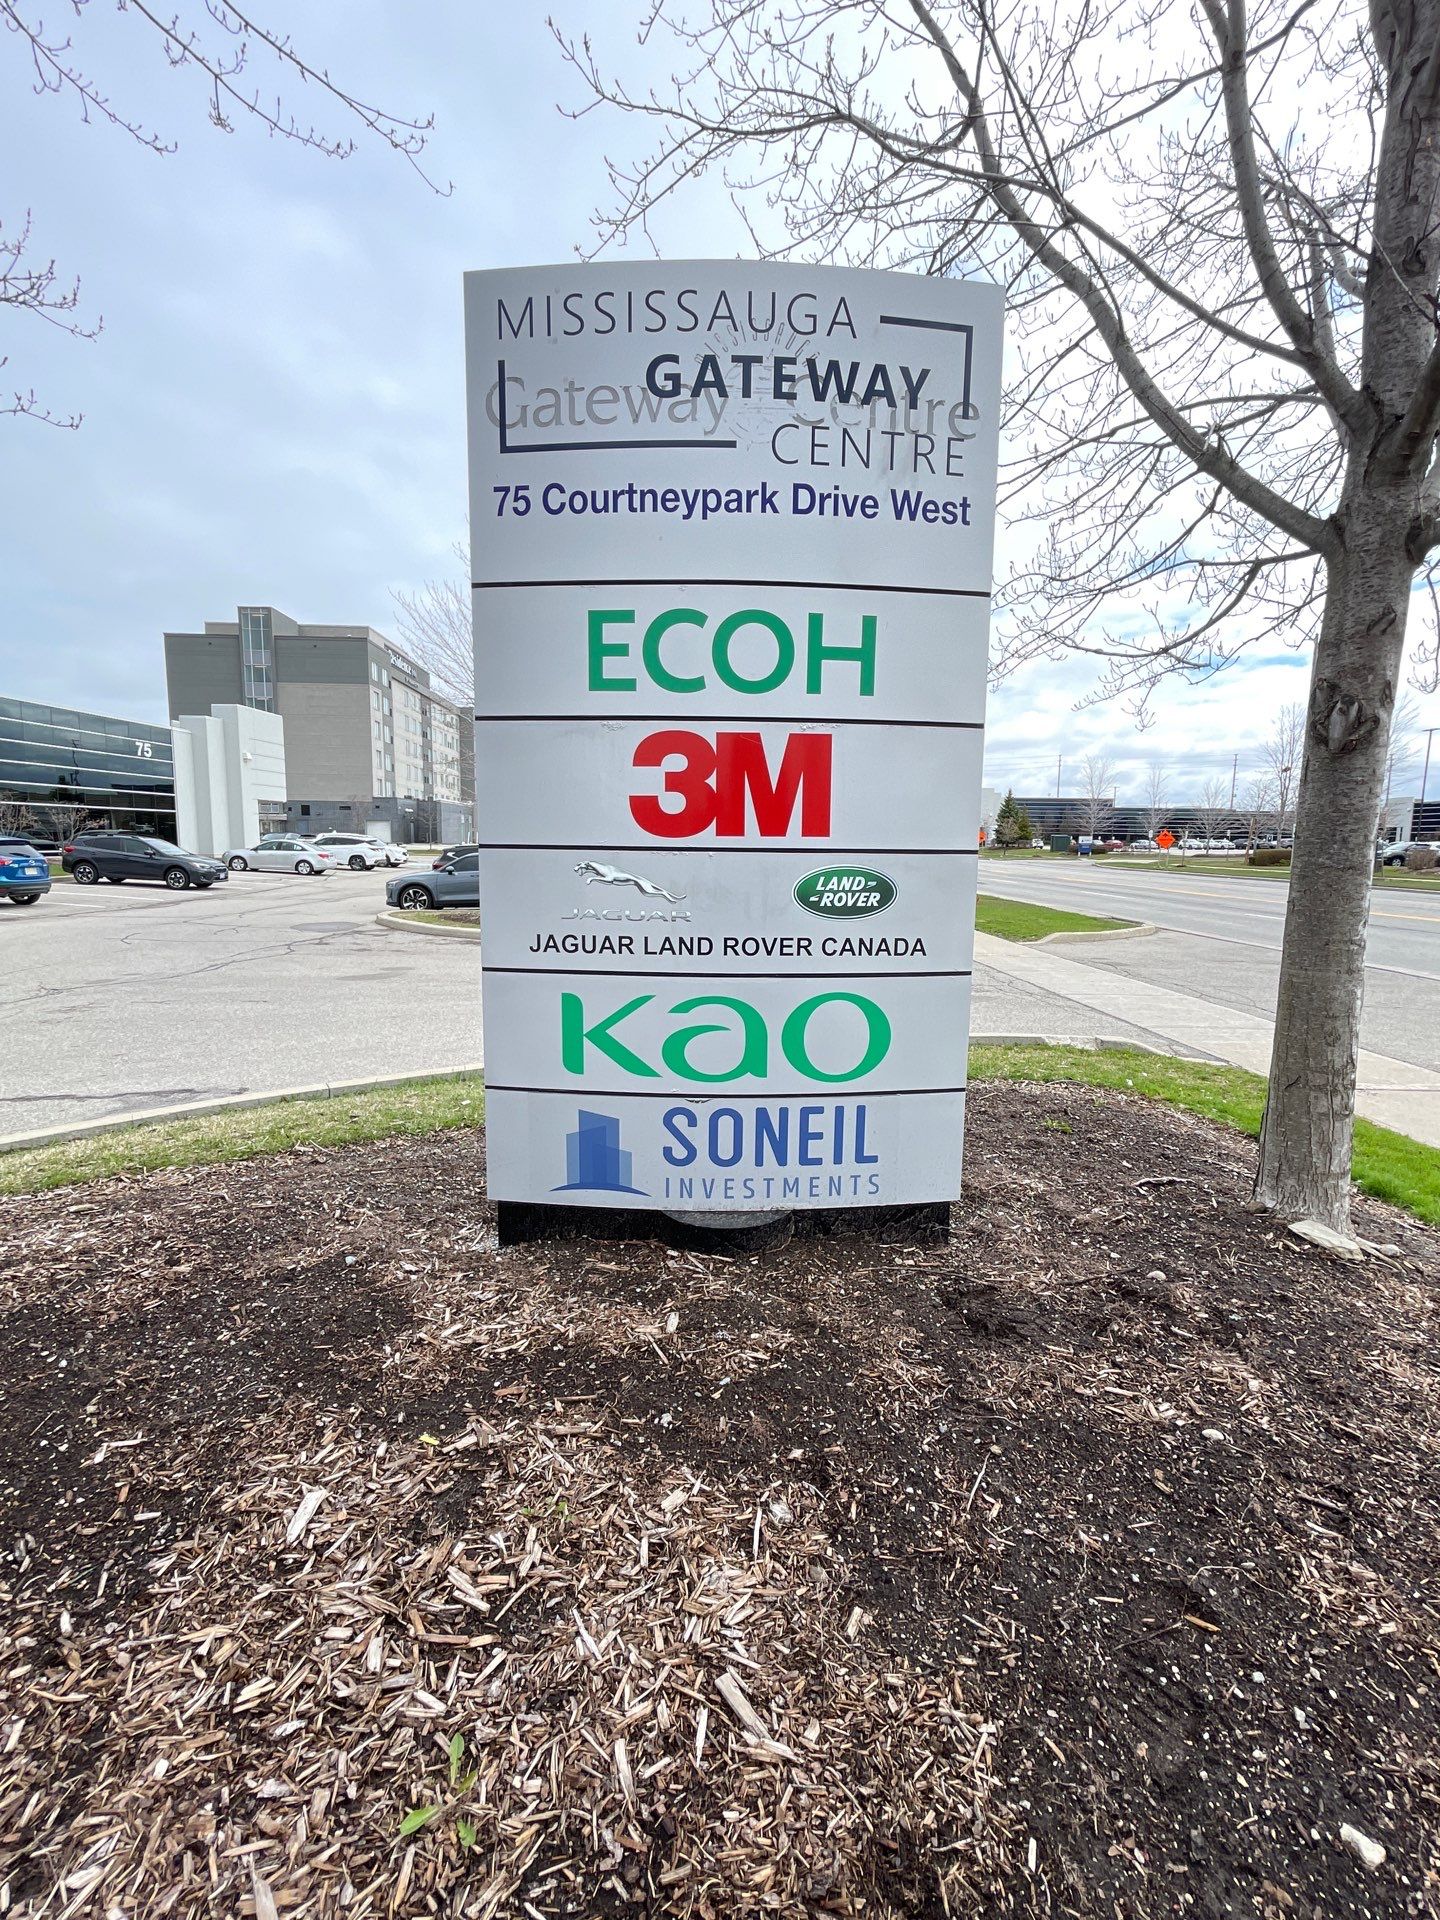 MISSISSAUGA
GATEWAY
Gateway Centre
CENTRE
75 Courtneypark Drive West
ECOH
3M
JAGUAR
LAND-
-ROVER
JAGUAR LAND ROVER CANADA
Kao
SONEIL
INVESTMENTS
75